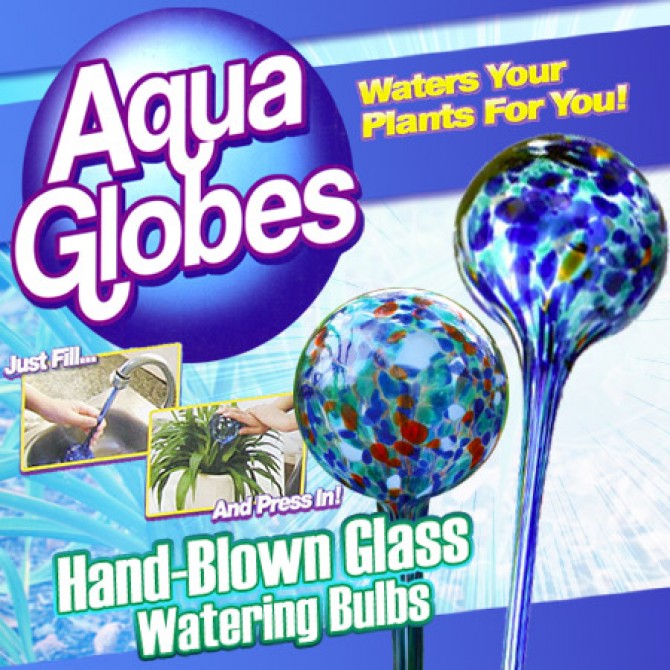 Aqua
Globes
Waters Your
Plants For You!
Just Fill...
And Press In!
Hand-Blown Glass
Watering Bulbs